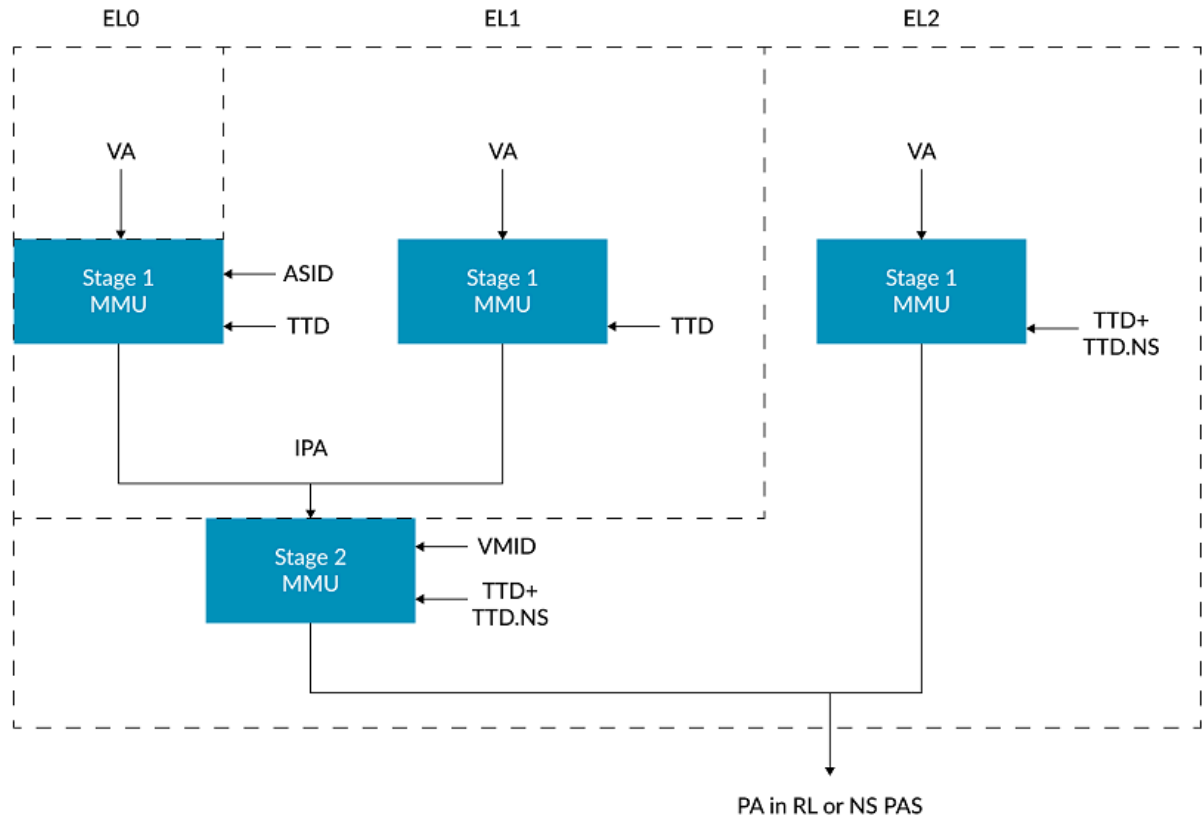 EL0
EL1
EL2
VA
VA
VA
Stage 1
MMU
ASID
TTD
Stage 1
MMU
TTD
Stage 1
MMU
TTD+
TTD.NS
IPA
Stage 2
MMU
VMID
TTD+
TTD.NS
PA in RL or NS PAS